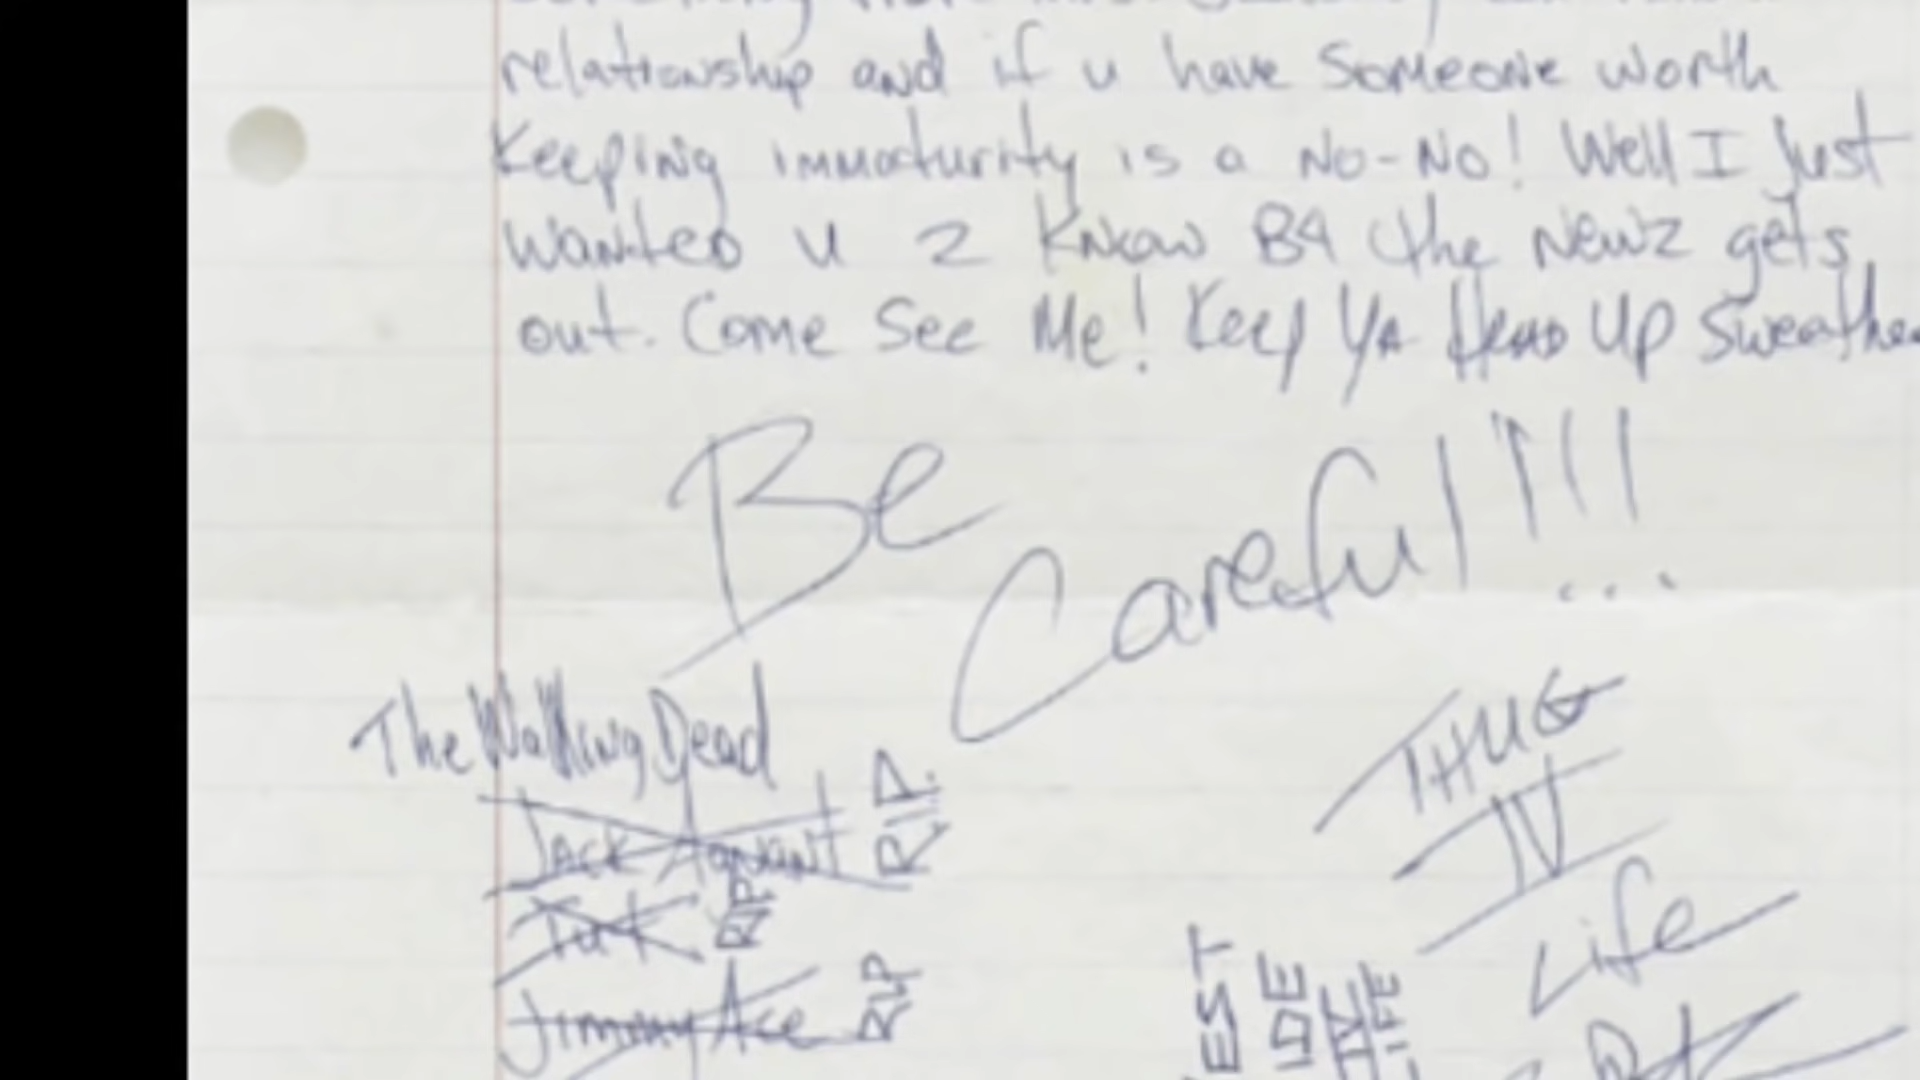 relationship and if u have someone worth
Keeping immaturity is a No-No! Well I Just
wanted u 2 Know B4 the Newz gets
out. Come See Me! Keep YA Head Up
Be
Careful!!!
The Walking Dead
Jack Agnant R.I.P.
Tut RIP
Jimmy Ace RIP
THUG
IV
Life